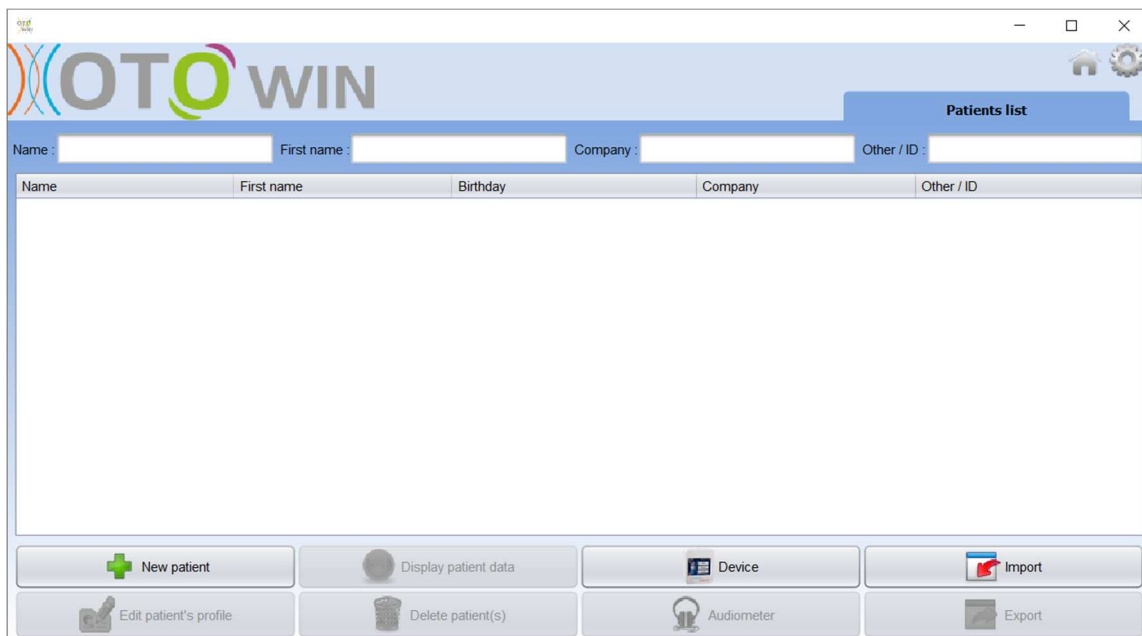 OTO WIN
Patients list
Name : First name : Company : Other / ID :
Name First name Birthday Company Other / ID
New patient Display patient data Device Import
Edit patient's profile Delete patient(s) Audiometer Export